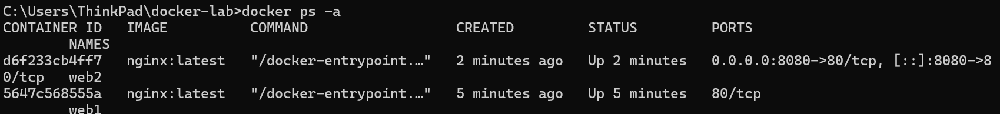 C:\Users\ThinkPad\docker-lab>docker ps -a
CONTAINER ID   IMAGE          COMMAND                  CREATED         STATUS         PORTS
        NAMES
d6f233cb4ff7   nginx:latest   "/docker-entrypoint.…"   2 minutes ago   Up 2 minutes   0.0.0.0:8080->80/tcp, [::]:8080->8
0/tcp   web2
5647c568555a   nginx:latest   "/docker-entrypoint.…"   5 minutes ago   Up 5 minutes   80/tcp
        web1